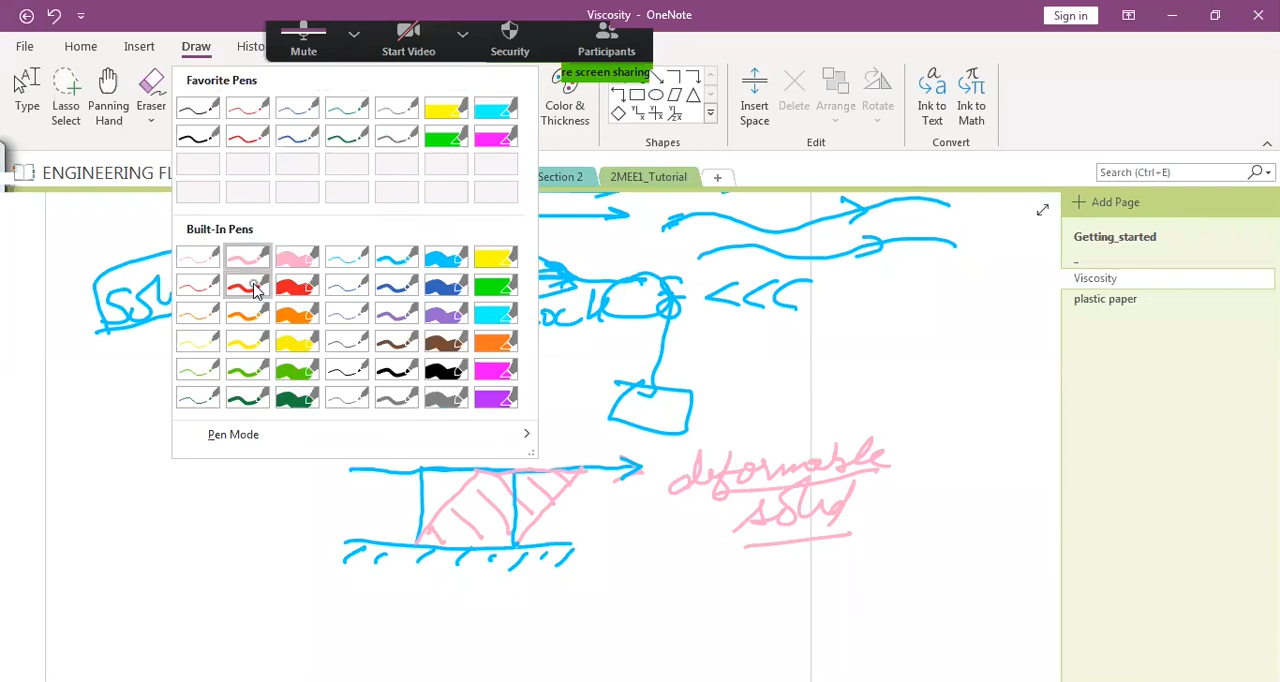 Viscosity - OneNote
Sign in
File Home Insert Draw Histo
Mute Start Video Security Participants
re screen sharing
Type
Lasso Select
Panning Hand
Eraser
Favorite Pens
Built-In Pens
Pen Mode
Color & Thickness
Shapes
Insert Space
Delete
Arrange
Rotate
Edit
Ink to Text
Ink to Math
Convert
ENGINEERING FL
Section 2
2MEE1_Tutorial
Search (Ctrl+E)
Add Page
Getting_started
Viscosity
plastic paper
deformable
solid